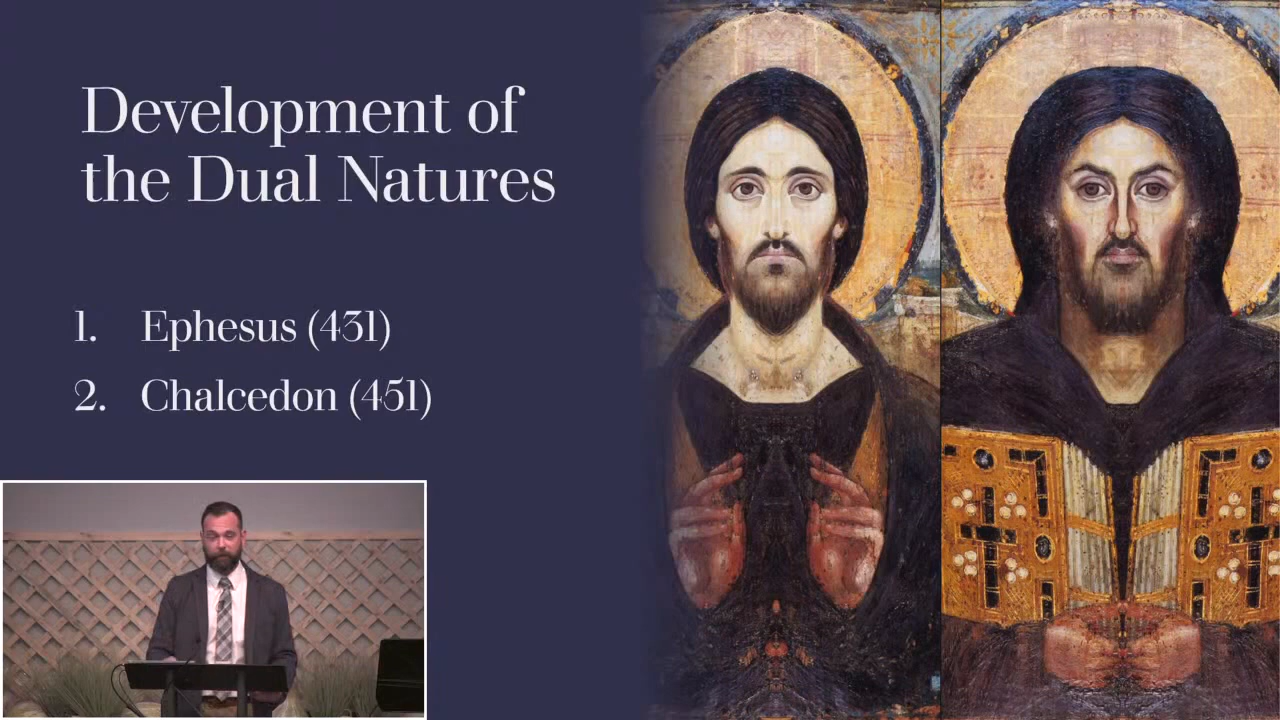 Development of
the Dual Natures
1. Ephesus (431)
2. Chalcedon (451)